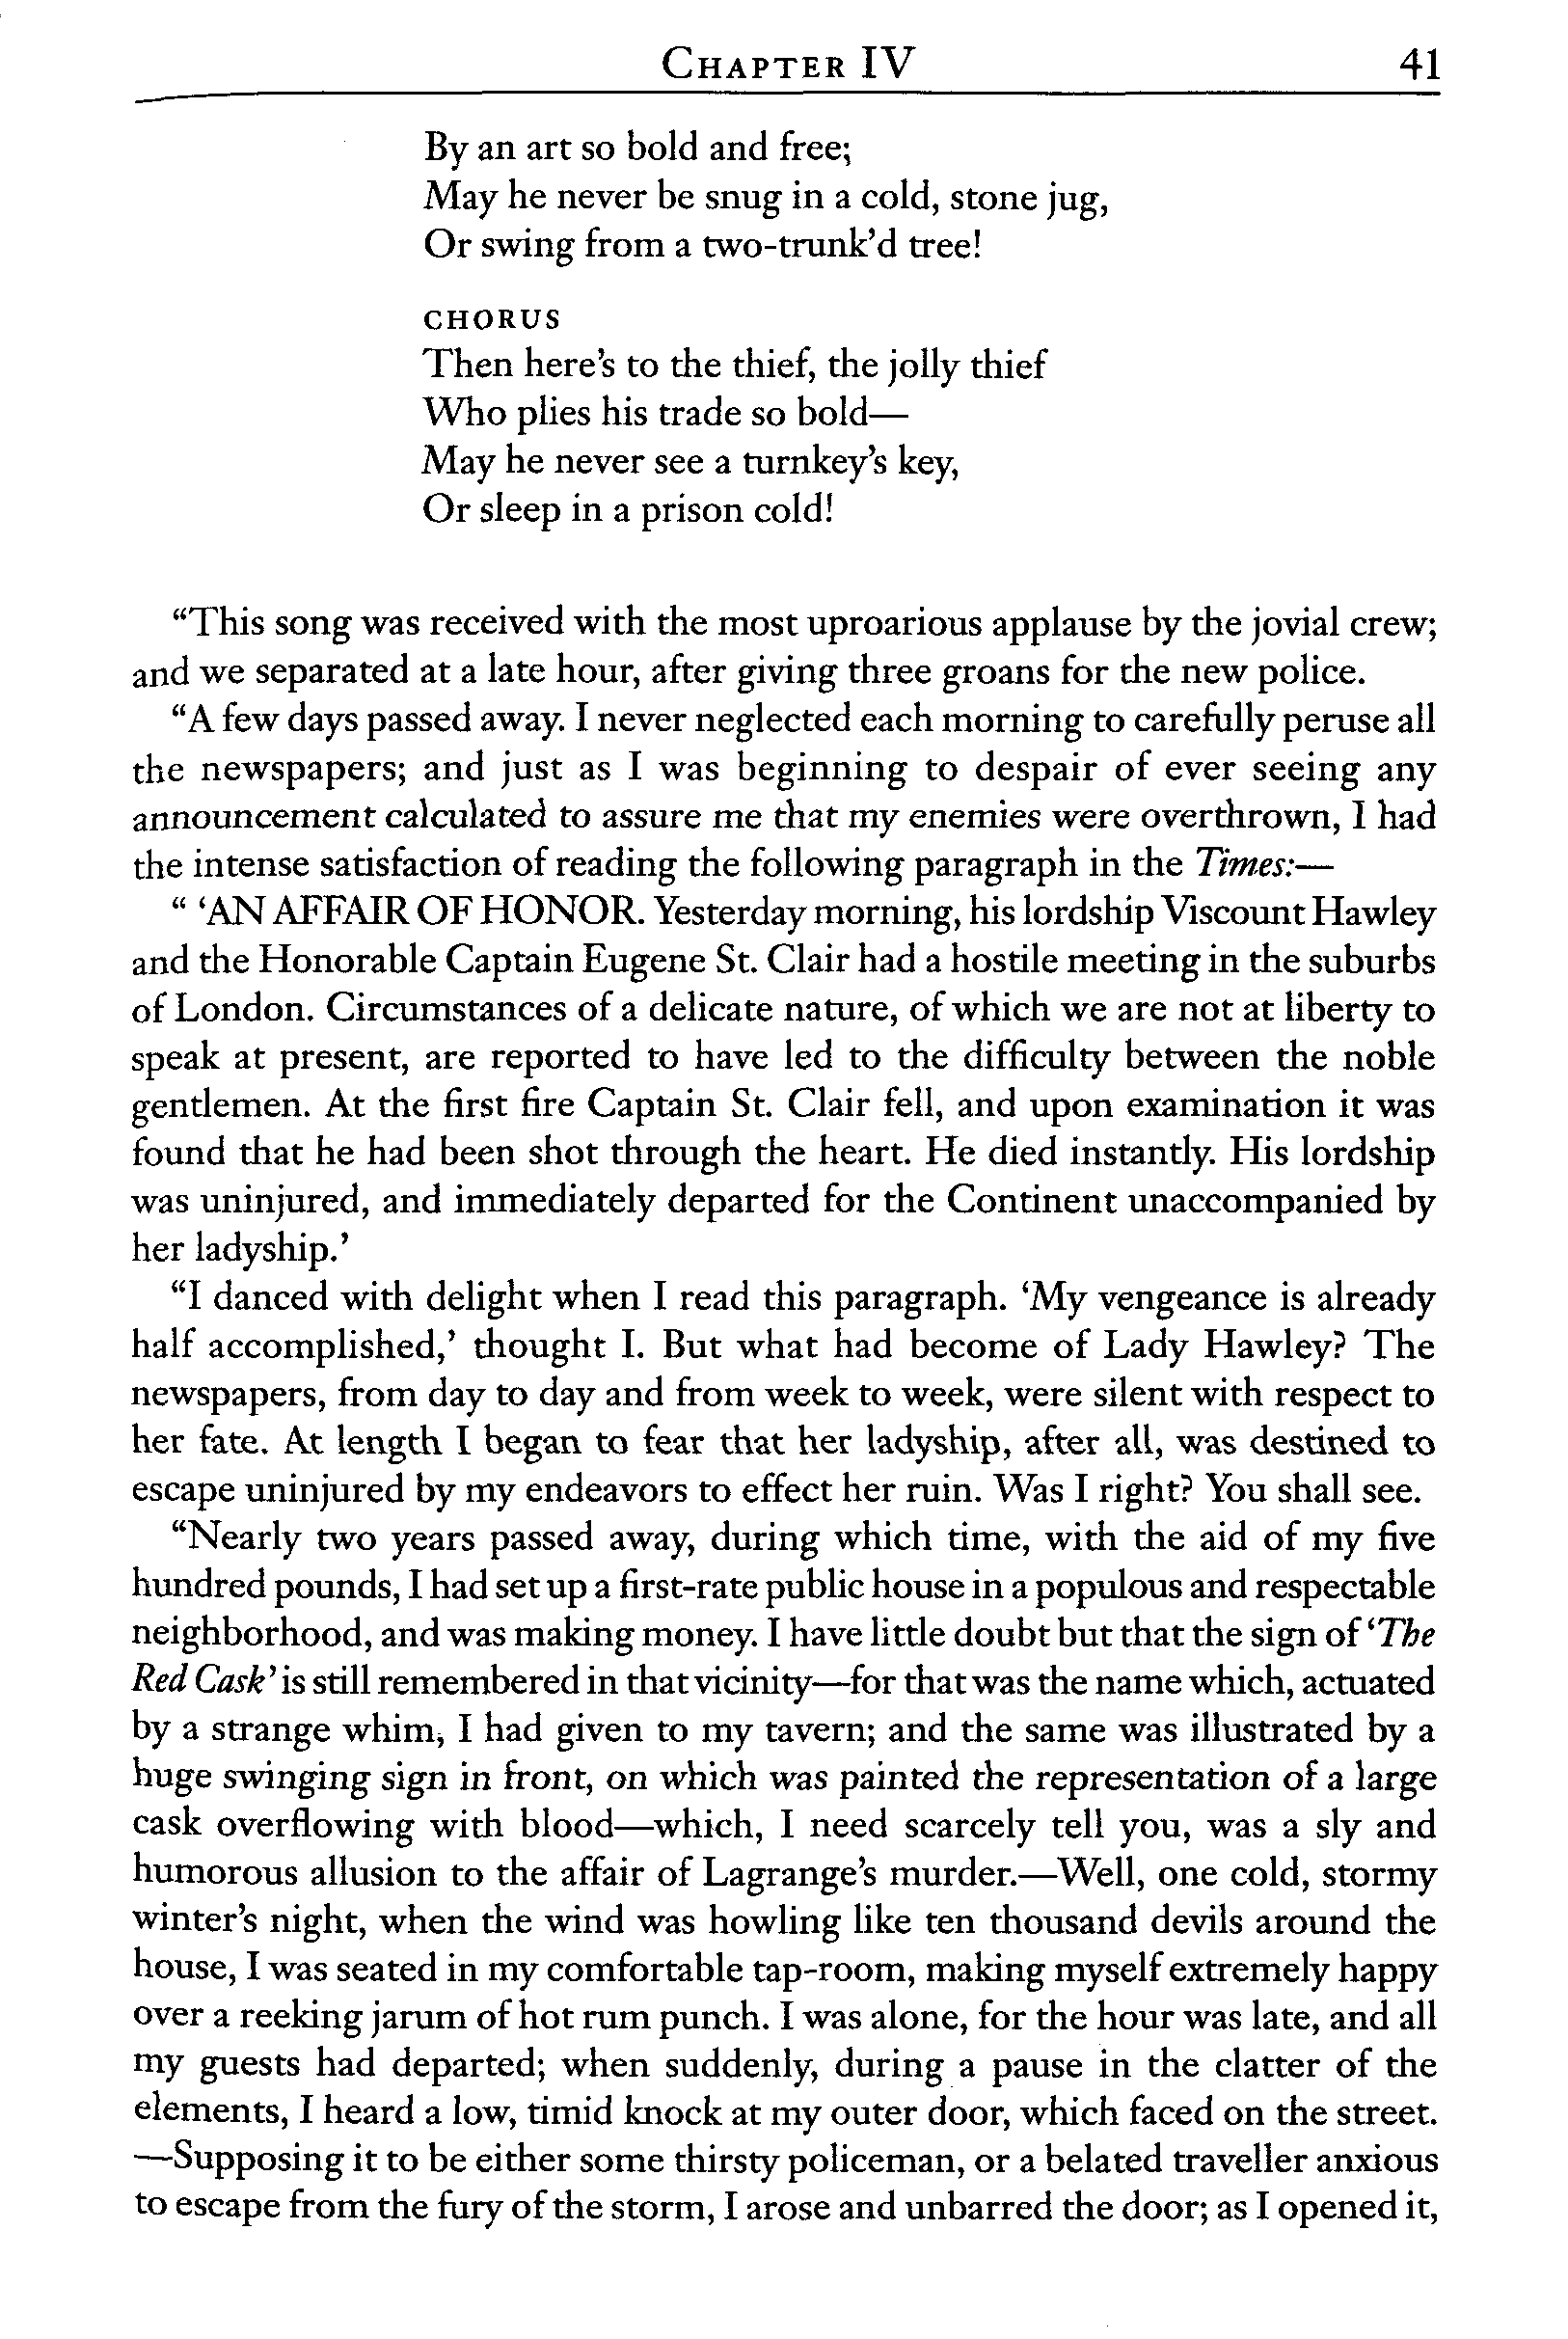 CHAPTER IV 41
By an art so bold and free;
May he never be snug in a cold, stone jug,
Or swing from a two-trunk’d tree!
CHORUS
Then here’s to the thief, the jolly thief
Who plies his trade so bold—
May he never see a turnkey’s key,
Or sleep in a prison cold!
“This song was received with the most uproarious applause by the jovial crew;
and we separated at a late hour, after giving three groans for the new police.
“A few days passed away. I never neglected each morning to carefully peruse all
the newspapers; and just as I was beginning to despair of ever seeing any
announcement calculated to assure me that my enemies were overthrown, I had
the intense satisfaction of reading the following paragraph in the Times:—
“ ‘AN AFFAIR OF HONOR. Yesterday morning, his lordship Viscount Hawley
and the Honorable Captain Eugene St. Clair had a hostile meeting in the suburbs
of London. Circumstances of a delicate nature, of which we are not at liberty to
speak at present, are reported to have led to the difficulty between the noble
gentlemen. At the first fire Captain St. Clair fell, and upon examination it was
found that he had been shot through the heart. He died instantly. His lordship
was uninjured, and immediately departed for the Continent unaccompanied by
her ladyship.’
“I danced with delight when I read this paragraph. ‘My vengeance is already
half accomplished,’ thought I. But what had become of Lady Hawley? The
newspapers, from day to day and from week to week, were silent with respect to
her fate. At length I began to fear that her ladyship, after all, was destined to
escape uninjured by my endeavors to effect her ruin. Was I right? You shall see.
“Nearly two years passed away, during which time, with the aid of my five
hundred pounds, I had set up a first-rate public house in a populous and respectable
neighborhood, and was making money. I have little doubt but that the sign of ‘The
Red Cask’ is still remembered in that vicinity—for that was the name which, actuated
by a strange whim, I had given to my tavern; and the same was illustrated by a
huge swinging sign in front, on which was painted the representation of a large
cask overflowing with blood—which, I need scarcely tell you, was a sly and
humorous allusion to the affair of Lagrange’s murder.—Well, one cold, stormy
winter’s night, when the wind was howling like ten thousand devils around the
house, I was seated in my comfortable tap-room, making myself extremely happy
over a reeking jarum of hot rum punch. I was alone, for the hour was late, and all
my guests had departed; when suddenly, during a pause in the clatter of the
elements, I heard a low, timid knock at my outer door, which faced on the street.
—Supposing it to be either some thirsty policeman, or a belated traveller anxious
to escape from the fury of the storm, I arose and unbarred the door; as I opened it,